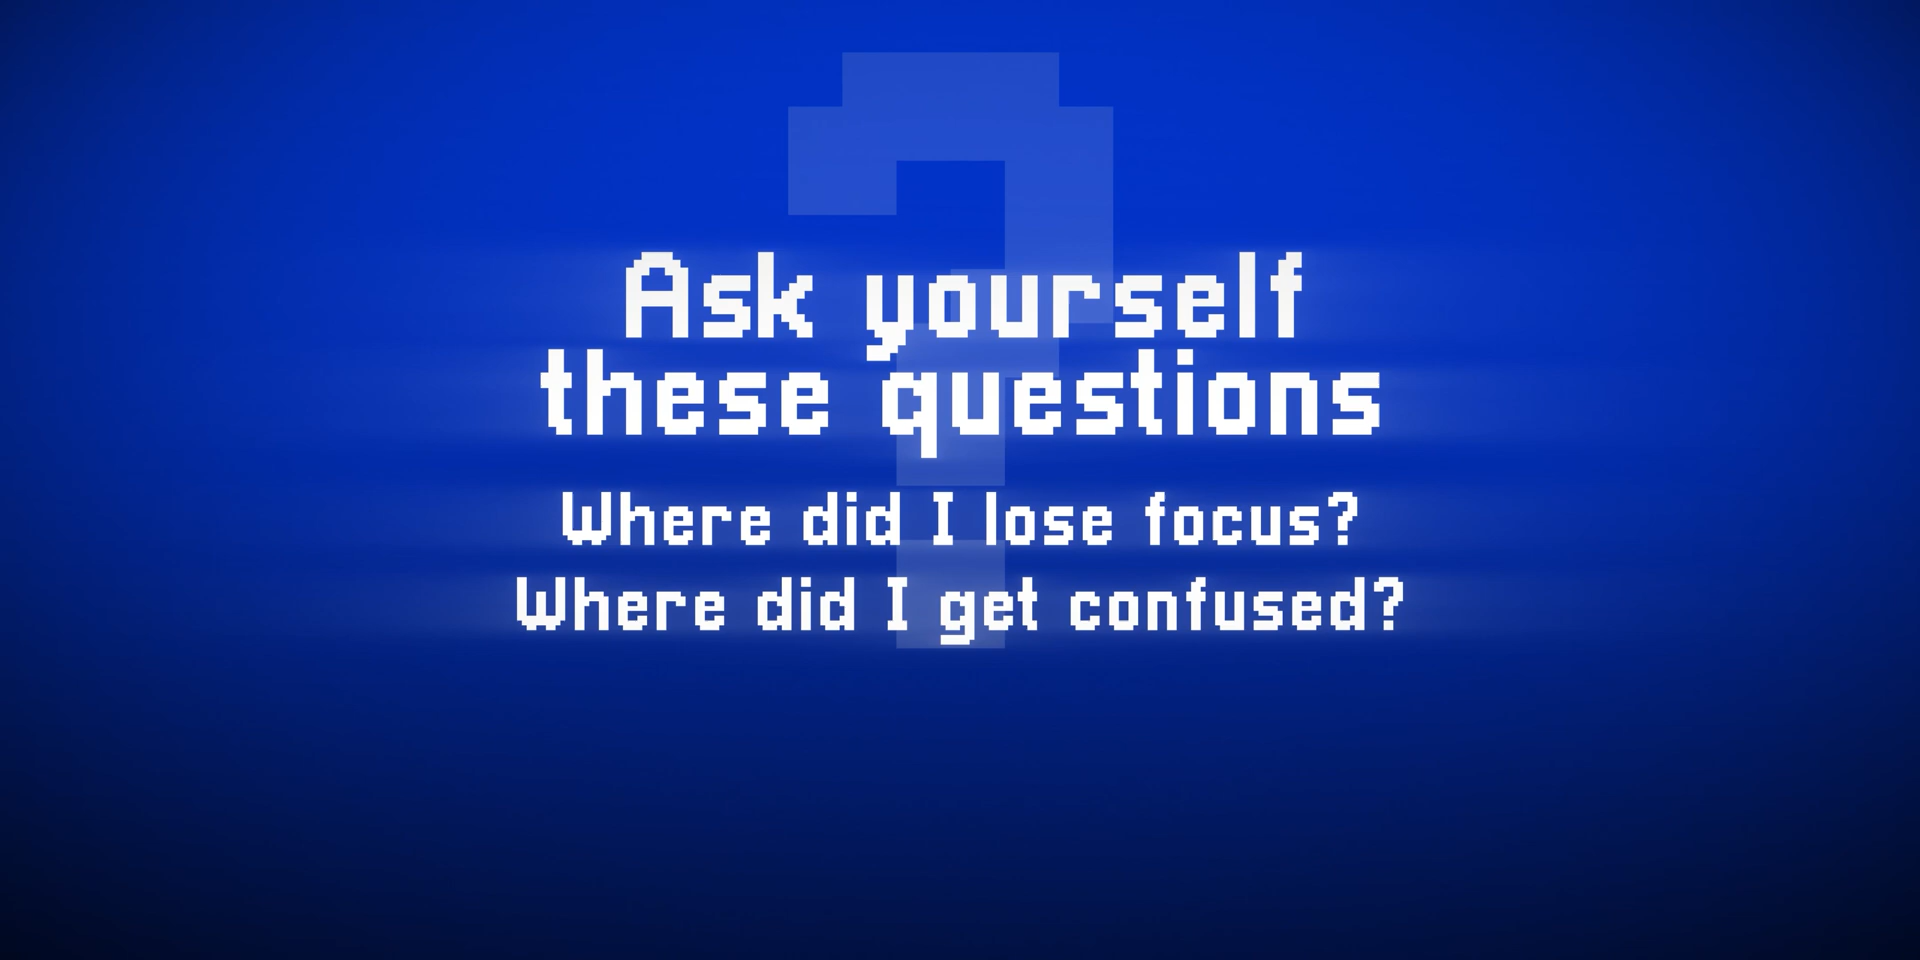 Ask yourself
these questions
Where did I lose focus?
Where did I get confused?